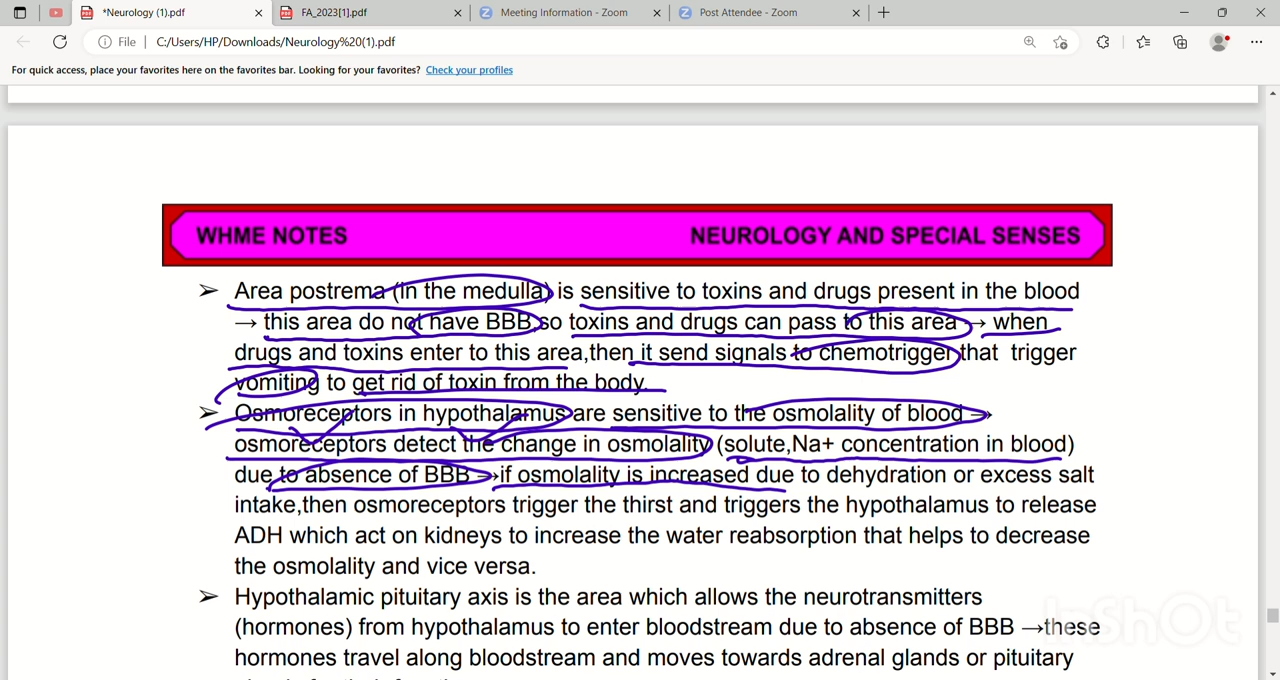 *Neurology (1).pdf
FA_2023[1].pdf
Meeting Information - Zoom
Post Attendee - Zoom
File
C:/Users/HP/Downloads/Neurology%20(1).pdf
For quick access, place your favorites here on the favorites bar. Looking for your favorites? Check your profiles
WHME NOTES NEUROLOGY AND SPECIAL SENSES
➢ Area postrema (in the medulla) is sensitive to toxins and drugs present in the blood
→ this area do not have BBB,so toxins and drugs can pass to this area → when
drugs and toxins enter to this area,then it send signals to chemotrigger that trigger
vomiting to get rid of toxin from the body.
➢ Osmoreceptors in hypothalamus are sensitive to the osmolality of blood →
osmoreceptors detect the change in osmolality (solute,Na+ concentration in blood)
due to absence of BBB →if osmolality is increased due to dehydration or excess salt
intake,then osmoreceptors trigger the thirst and triggers the hypothalamus to release
ADH which act on kidneys to increase the water reabsorption that helps to decrease
the osmolality and vice versa.
➢ Hypothalamic pituitary axis is the area which allows the neurotransmitters
(hormones) from hypothalamus to enter bloodstream due to absence of BBB →these
hormones travel along bloodstream and moves towards adrenal glands or pituitary
InShOt